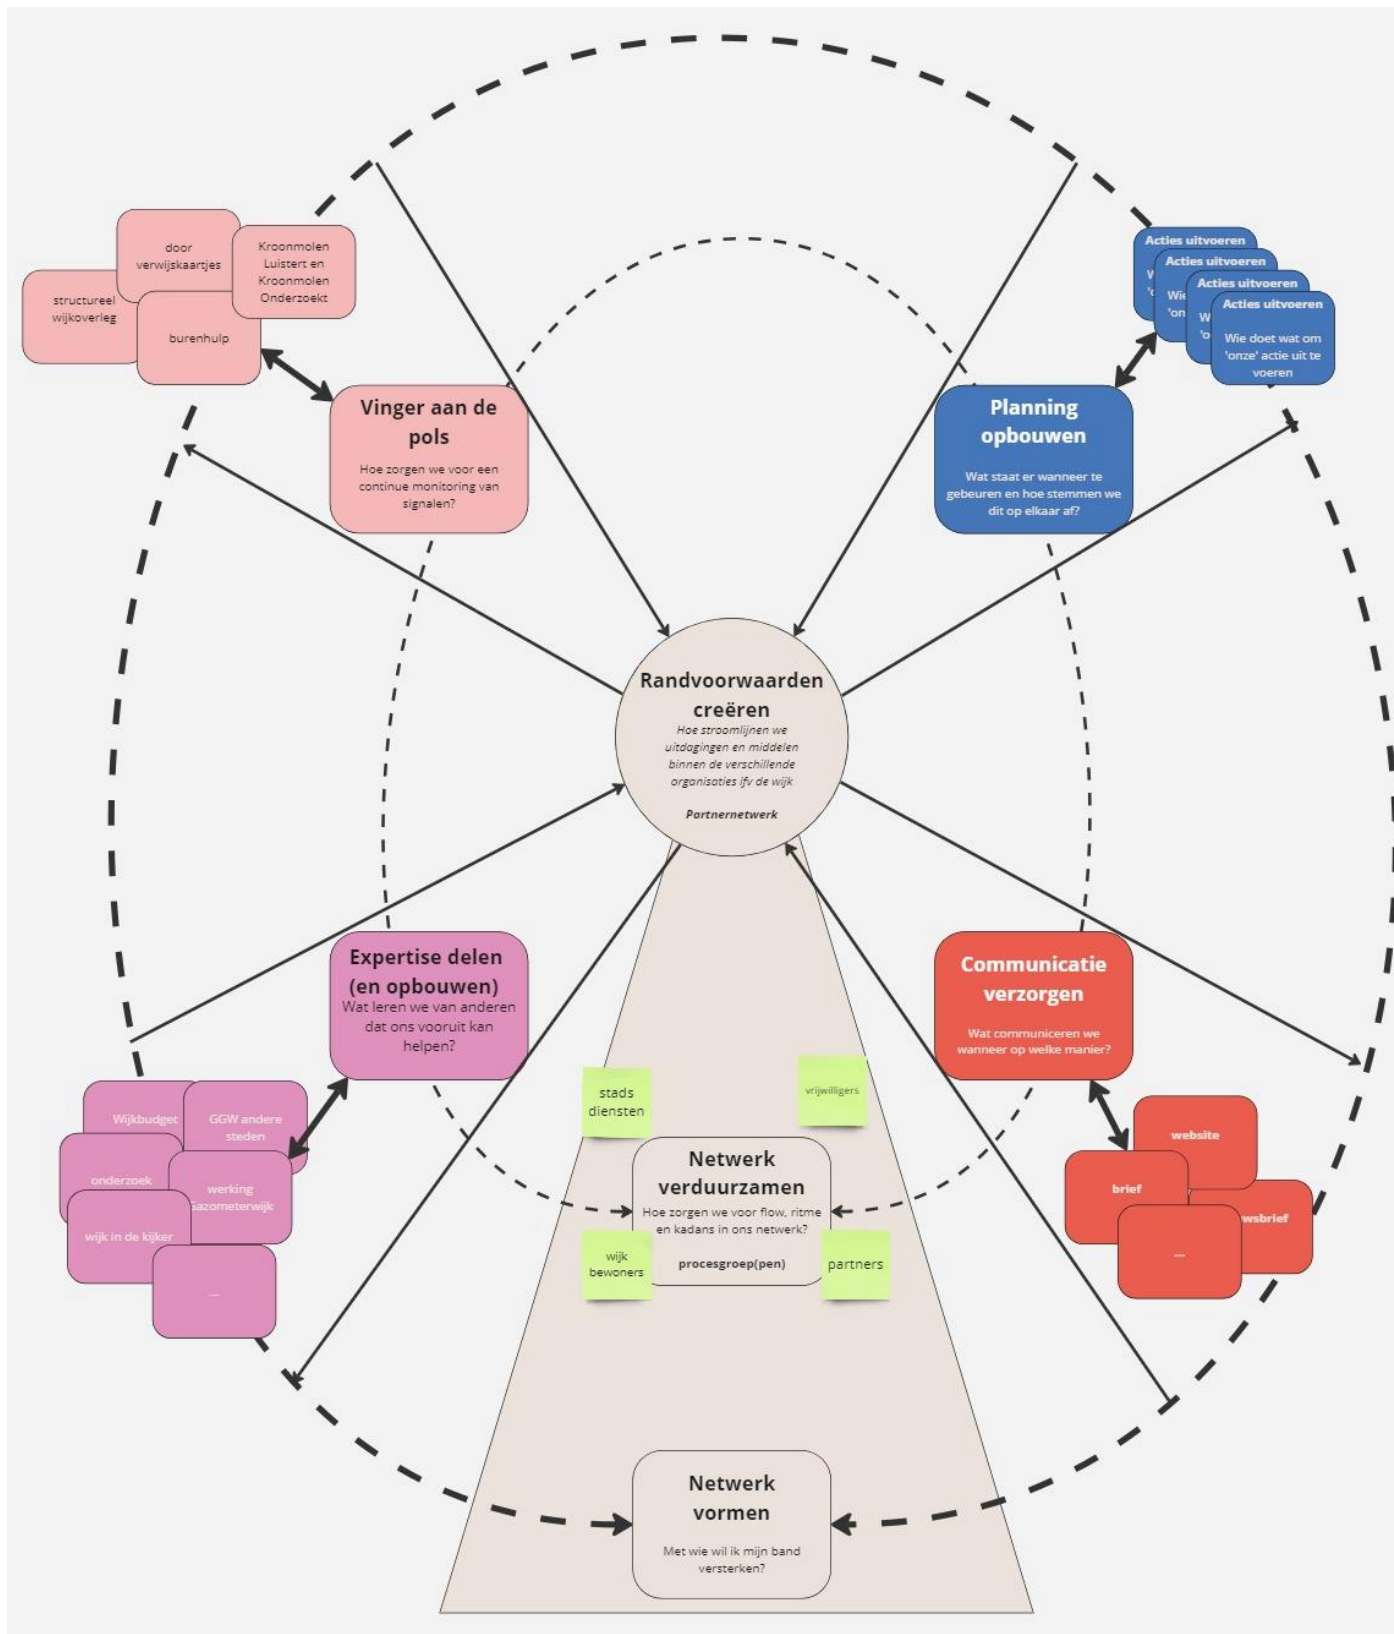 door
verwijskaartjes
Kroonmolen
Luistert en
Kroonmolen
Onderzoekt
structureel
wijkoverleg
burenhulp
Vinger aan de
pols
Hoe zorgen we voor een
continue monitoring van
signalen?
Acties uitvoeren
Acties uitvoeren
Acties uitvoeren
Acties uitvoeren
Wie doet wat om
'onze' actie uit te
voeren
Planning
opbouwen
Wat staat er wanneer te
gebeuren en hoe stemmen we
dit op elkaar af?
Randvoorwaarden
creëren
Hoe stroomlijnen we
uitdagingen en middelen
binnen de verschillende
organisaties ifv de wijk
Partnernetwerk
Expertise delen
(en opbouwen)
Wat leren we van anderen
dat ons vooruit kan
helpen?
Wijkbudget
GGW andere
steden
onderzoek
werking
Gazometerwijk
wijk in de kijker
...
Communicatie
verzorgen
Wat communiceren we
wanneer op welke manier?
website
brief
wsbrief
...
stads
diensten
vrijwilligers
Netwerk
verduurzamen
Hoe zorgen we voor flow, ritme
en kadans in ons netwerk?
procesgroep(pen)
wijk
bewoners
partners
Netwerk
vormen
Met wie wil ik mijn band
versterken?